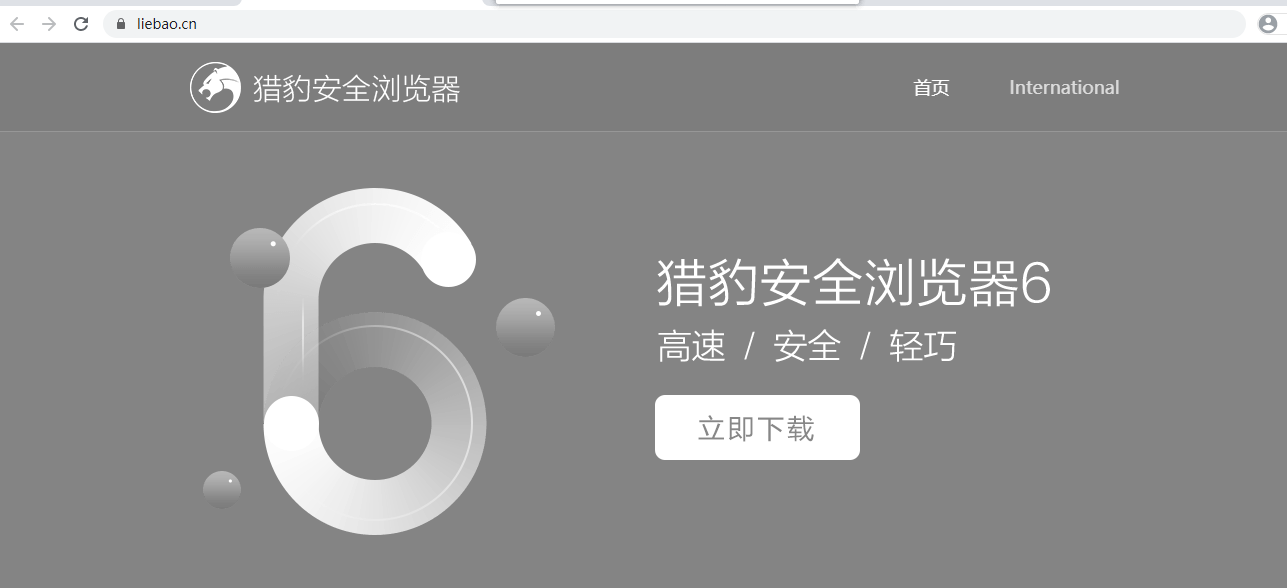 liebao.cn
猎豹安全浏览器
首页
International
猎豹安全浏览器6
高速 / 安全 / 轻巧
立即下载
6